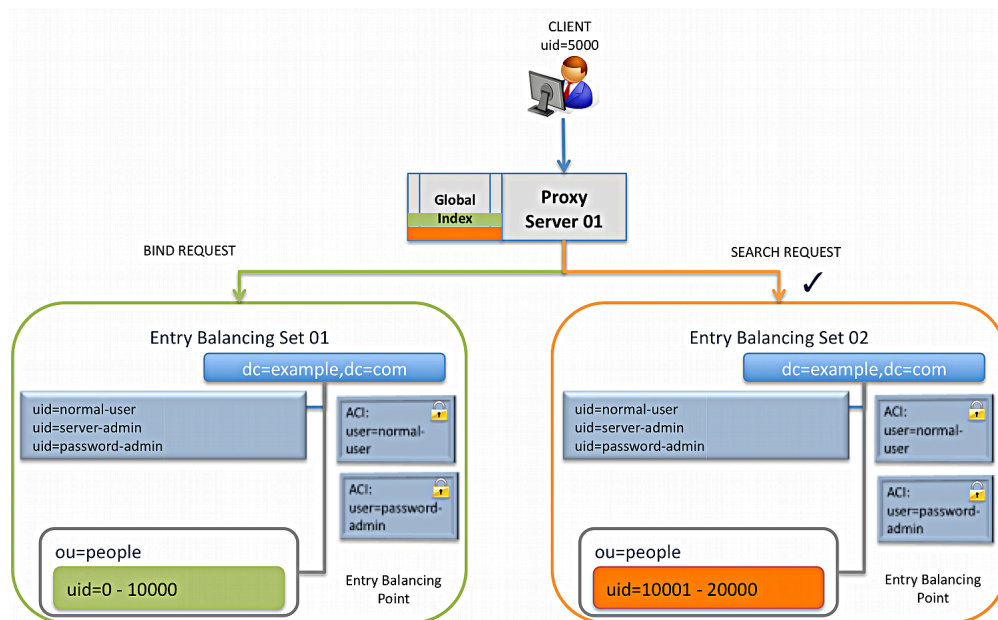 CLIENT
uid=5000
Global
Index
Proxy
Server 01
BIND REQUEST
SEARCH REQUEST
✓
Entry Balancing Set 01
dc=example,dc=com
uid=normal-user
uid=server-admin
uid=password-admin
ACI:
user=normal-
user
ACI:
user=password-
admin
ou=people
uid=0 - 10000
Entry Balancing
Point
Entry Balancing Set 02
dc=example,dc=com
uid=normal-user
uid=server-admin
uid=password-admin
ACI:
user=normal-
user
ACI:
user=password-
admin
ou=people
uid=10001 - 20000
Entry Balancing
Point